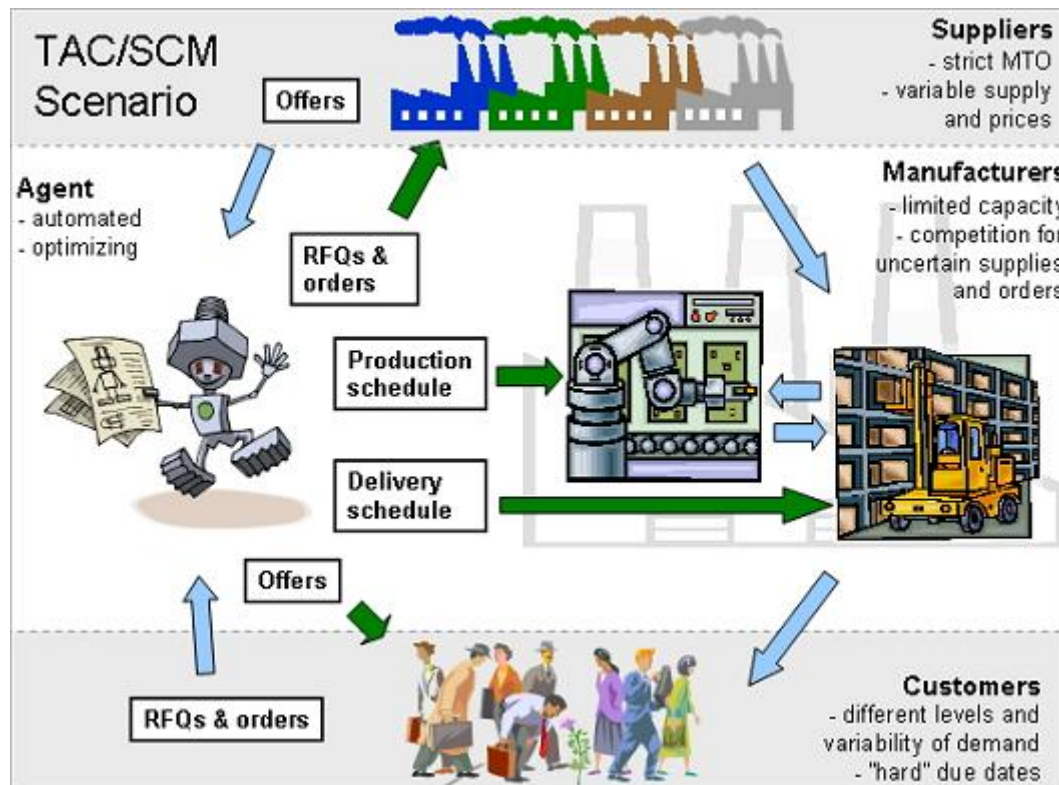 TAC/SCM
Scenario
Offers
Suppliers
- strict MTO
- variable supply
and prices
Agent
- automated
- optimizing
RFQs &
orders
Manufacturers
- limited capacity
- competition for
uncertain supplies
and orders
Production
schedule
Delivery
schedule
Offers
RFQs & orders
Customers
- different levels and
variability of demand
- "hard" due dates